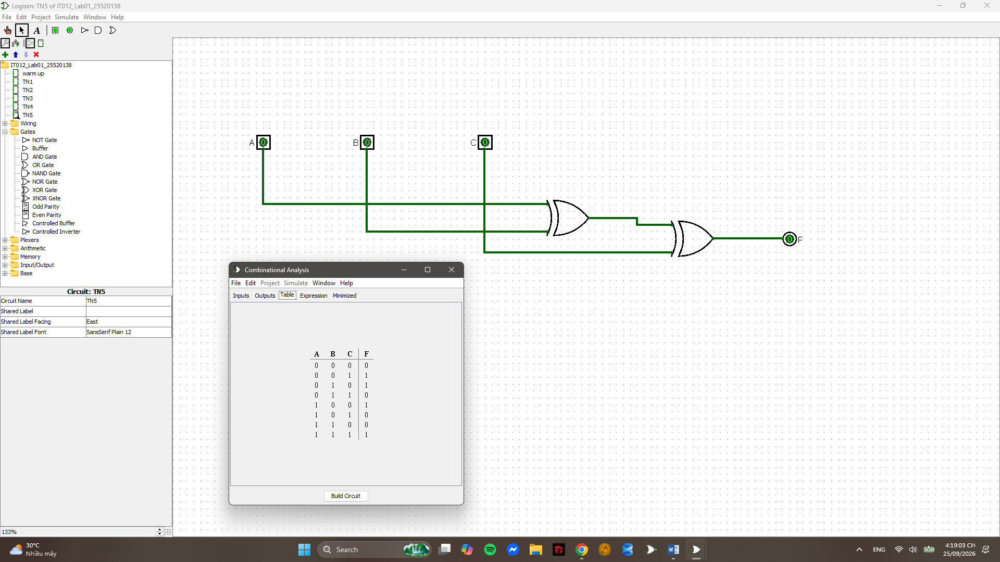 Logisim: TN5 of IT012_Lab01_25520138
File Edit Project Simulate Window Help
A
IT012_Lab01_25520138
warm up
TN1
TN2
TN3
TN4
TN5
Wiring
Gates
NOT Gate
Buffer
AND Gate
OR Gate
NAND Gate
NOR Gate
XOR Gate
XNOR Gate
Odd Parity
Even Parity
Controlled Buffer
Controlled Inverter
Plexers
Arithmetic
Memory
Input/Output
Base
Circuit: TN5
Circuit Name TN5
Shared Label
Shared Label Facing East
Shared Label Font SansSerif Plain 12
133%
A 0 B 0 C 0
0 F
Combinational Analysis
File Edit Project Simulate Window Help
Inputs Outputs Table Expression Minimized
A B C F
0 0 0 0
0 0 1 1
0 1 0 1
0 1 1 0
1 0 0 1
1 0 1 0
1 1 0 0
1 1 1 1
Build Circuit
30°C
Nhiều mây
Search
ENG
4:19:03 CH
25/09/2026